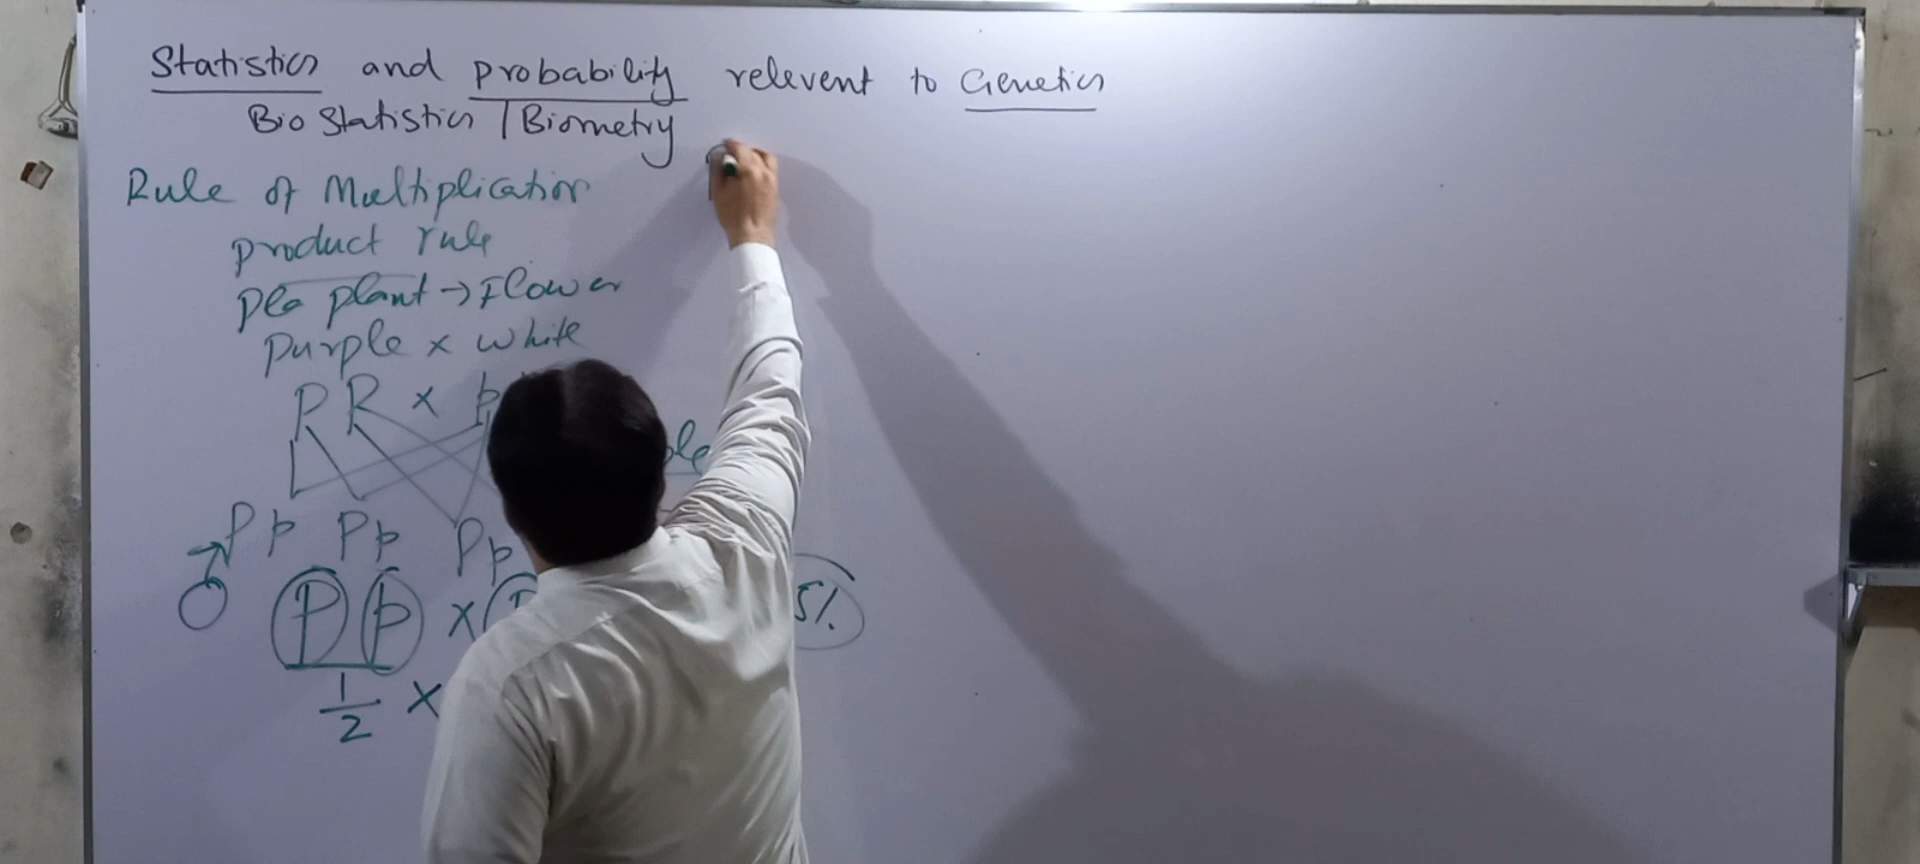 Statistics and probability relevent to Genetics
Bio Statistics / Biometry
Rule of Multiplication
product rule
pea plant → Flower
purple × white
PP × p
Pp Pp Pp
♂ P p ×
5%
1/2 ×